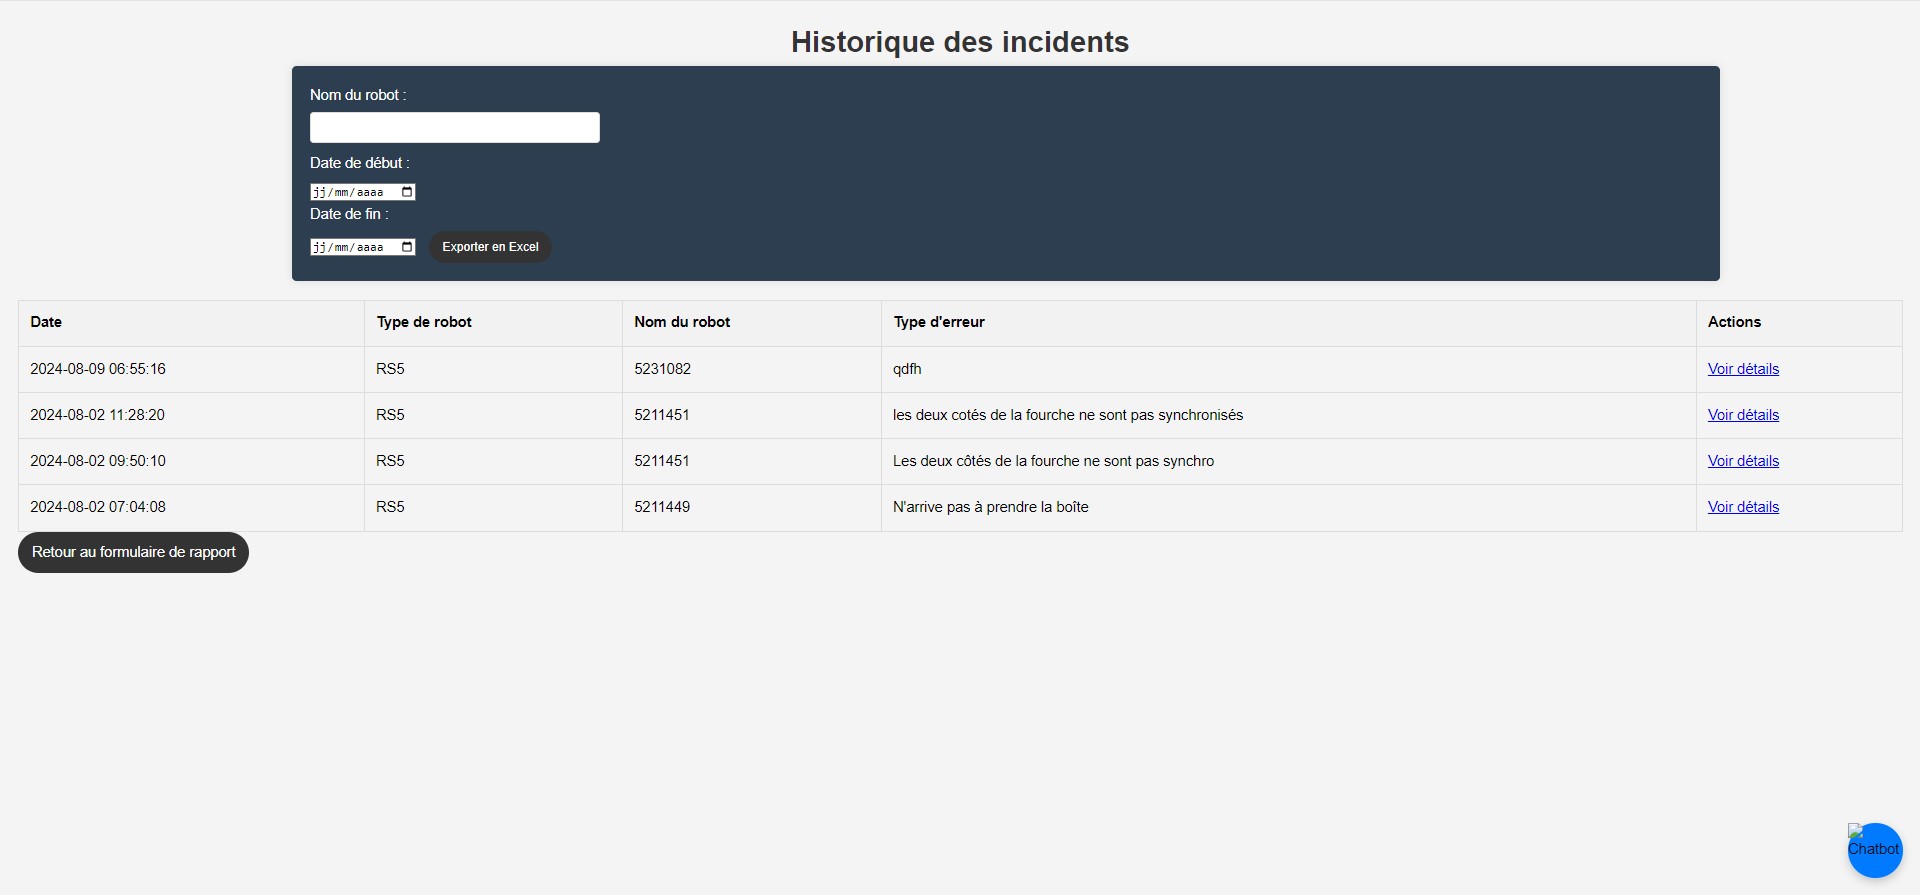 Historique des incidents
Nom du robot :
Date de début :
jj/mm/aaaa
Date de fin :
jj/mm/aaaa Exporter en Excel
Date Type de robot Nom du robot Type d'erreur Actions
2024-08-09 06:55:16 RS5 5231082 qdfh Voir détails
2024-08-02 11:28:20 RS5 5211451 les deux cotés de la fourche ne sont pas synchronisés Voir détails
2024-08-02 09:50:10 RS5 5211451 Les deux côtés de la fourche ne sont pas synchro Voir détails
2024-08-02 07:04:08 RS5 5211449 N'arrive pas à prendre la boîte Voir détails
Retour au formulaire de rapport
Chatbot